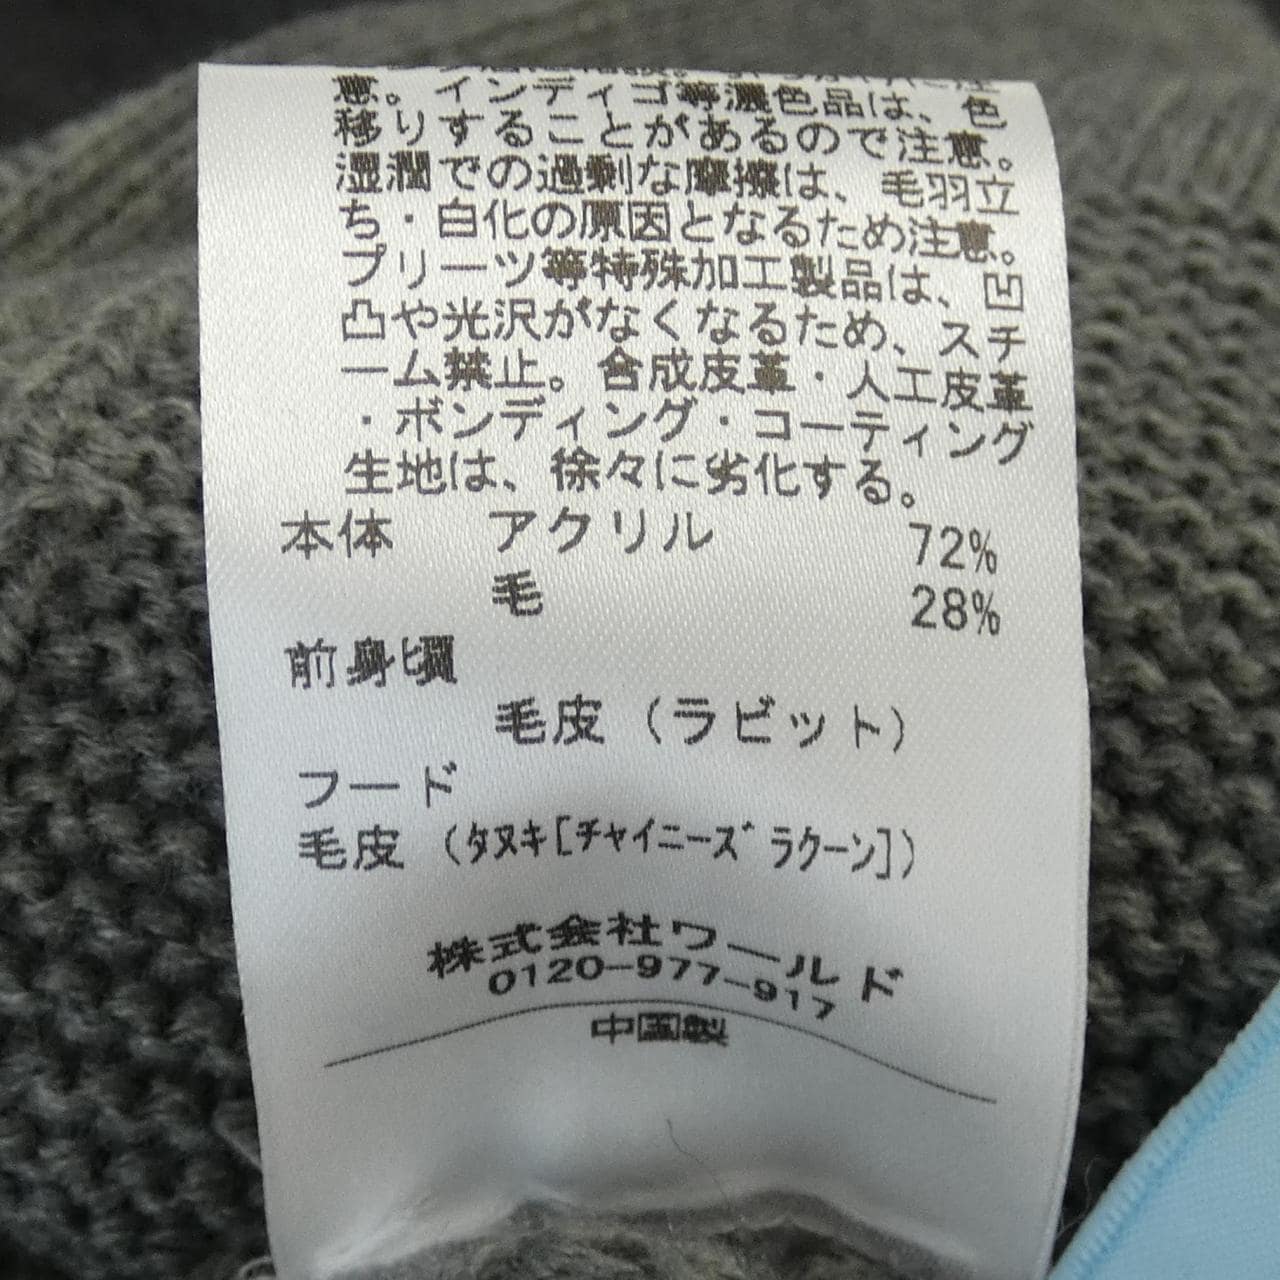 意。インディゴ等濃色品は、色
移りすることがあるので注意。
湿潤での過剰な摩擦は、毛羽立
ち・白化の原因となるため注意。
プリーツ等特殊加工製品は、凹
凸や光沢がなくなるため、スチ
ーム禁止。合成皮革・人工皮革
・ボンディング・コーティング
生地は、徐々に劣化する。
本体 アクリル 72%
毛 28%
前身頃
毛皮（ラビット）
フード
毛皮（タヌキ[チャイニーズラクーン]）
株式会社ワールド
0120-977-917
中国製